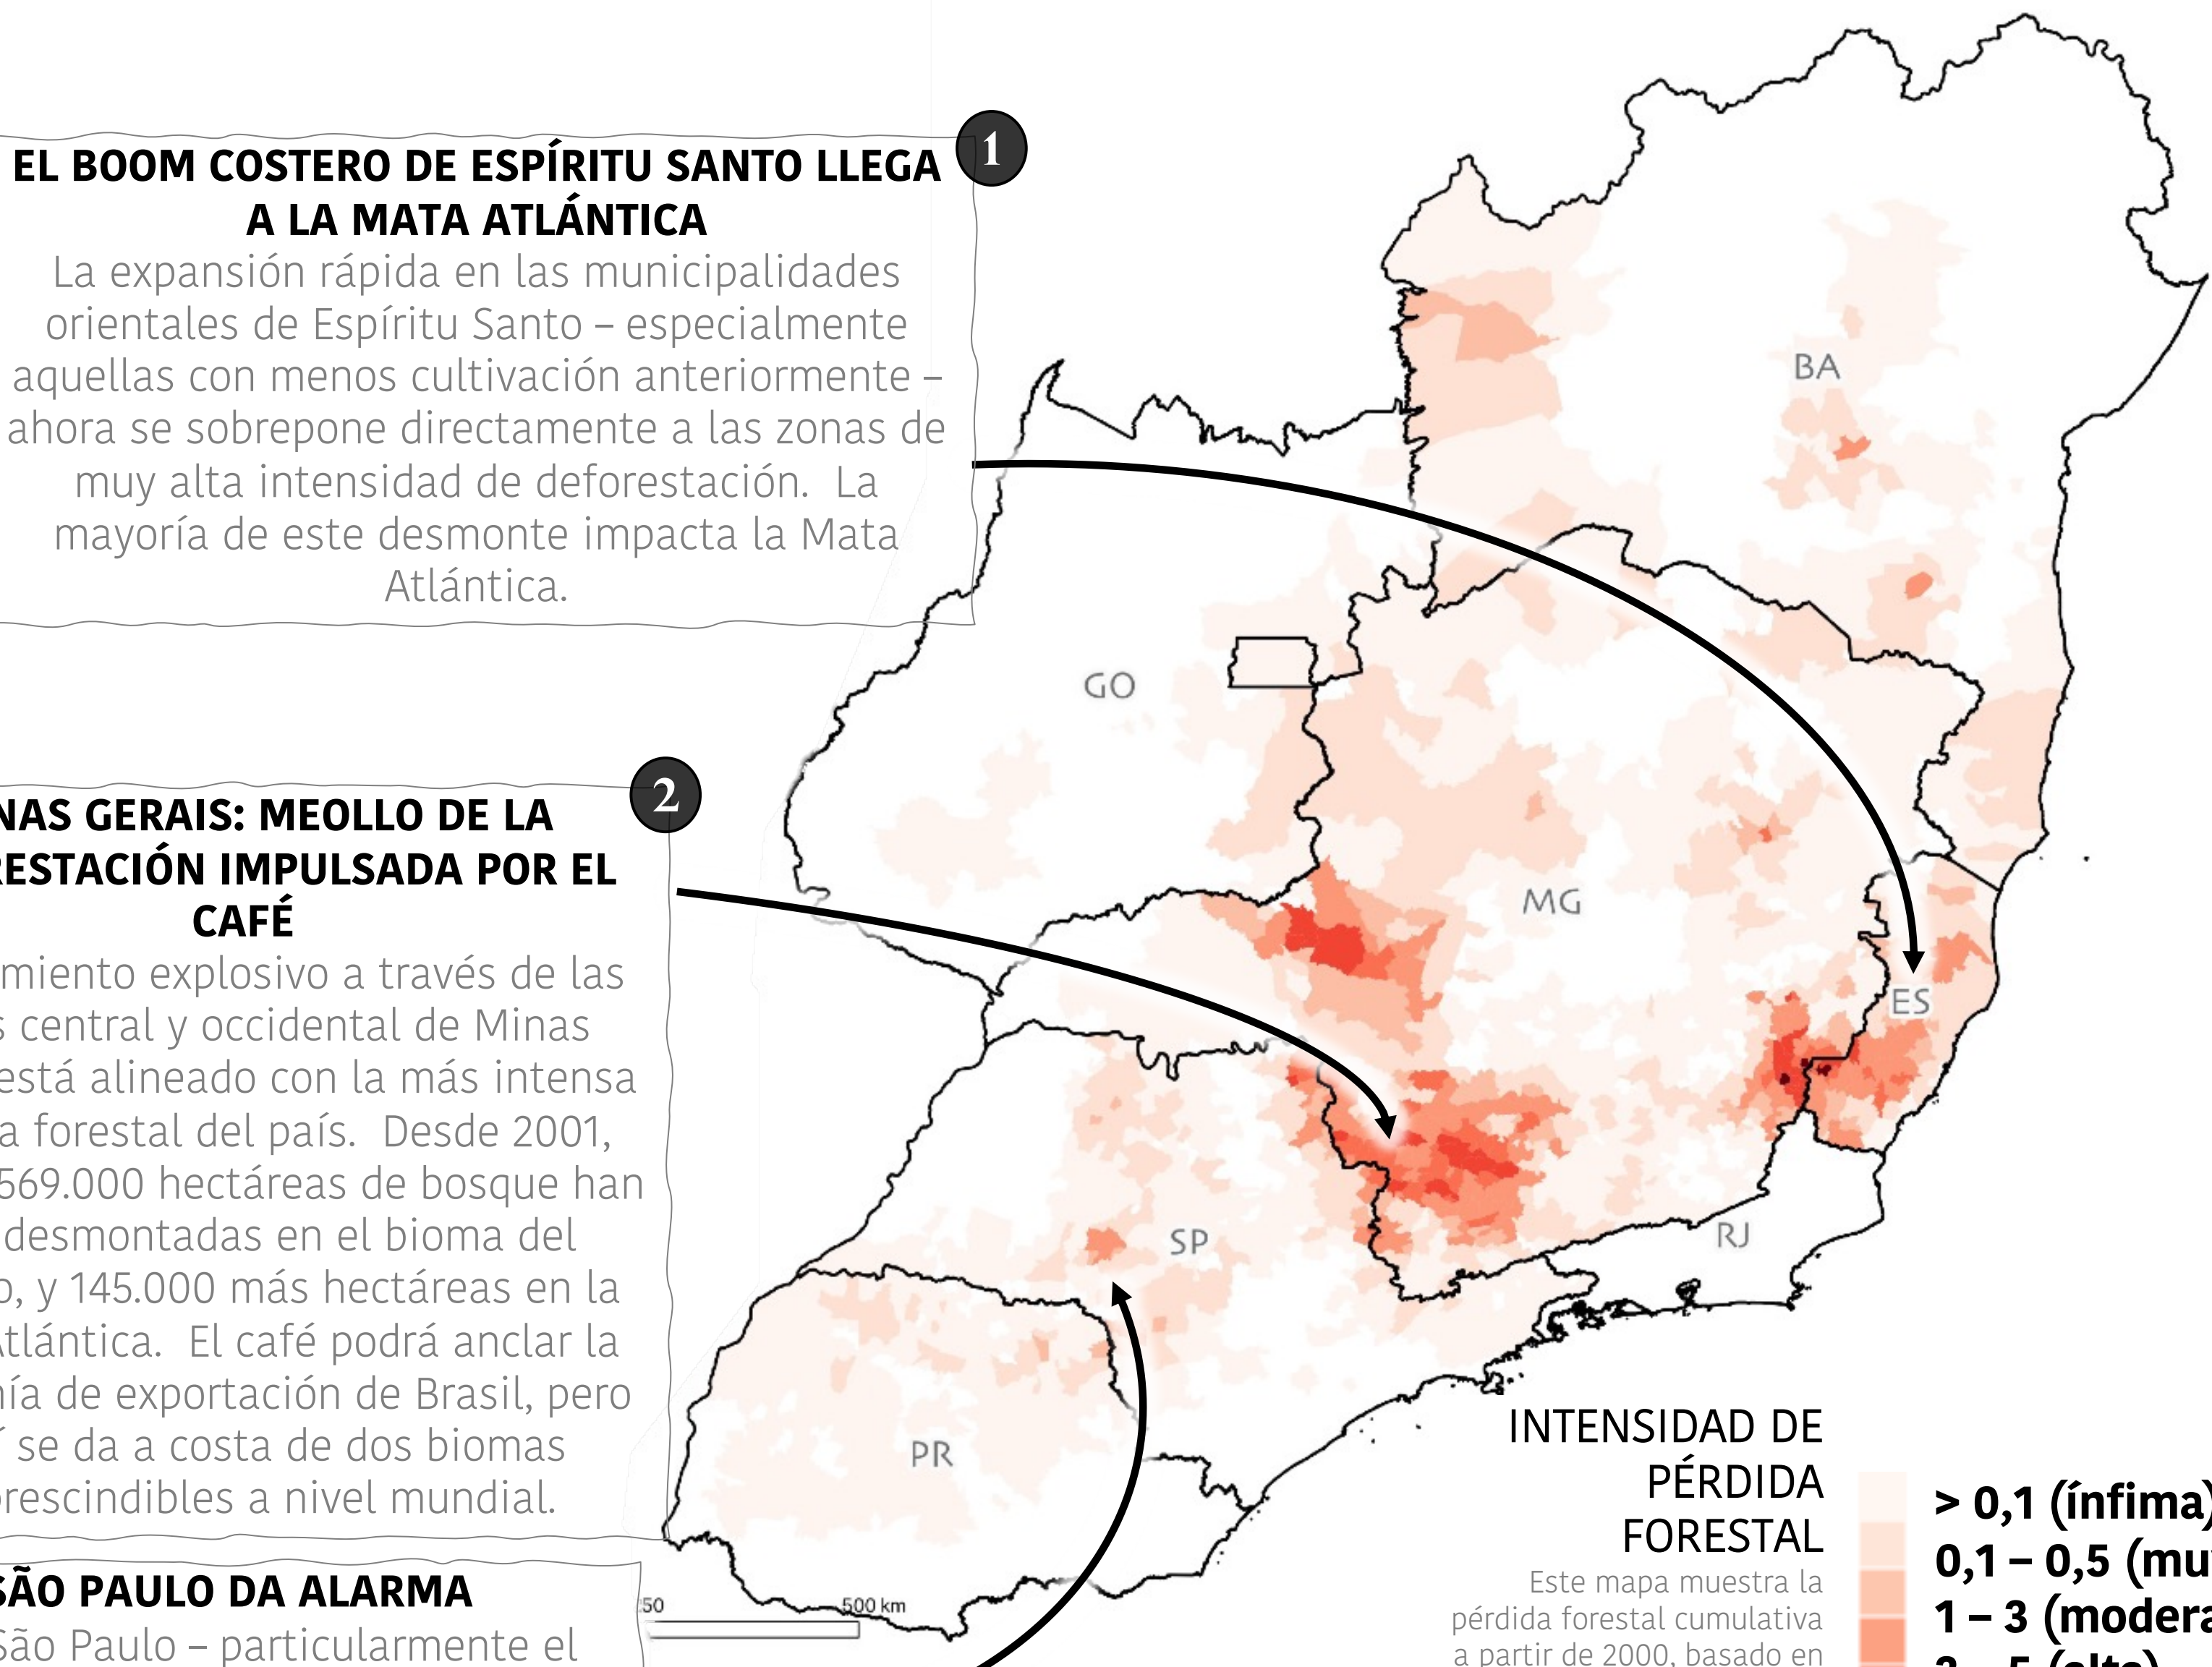 1
EL BOOM COSTERO DE ESPÍRITU SANTO LLEGA
A LA MATA ATLÁNTICA
La expansión rápida en las municipalidades
orientales de Espíritu Santo – especialmente
aquellas con menos cultivación anteriormente –
ahora se sobrepone directamente a las zonas de
muy alta intensidad de deforestación. La
mayoría de este desmonte impacta la Mata
Atlántica.
2
NAS GERAIS: MEOLLO DE LA
RESTACIÓN IMPULSADA POR EL
CAFÉ
miento explosivo a través de las
s central y occidental de Minas
está alineado con la más intensa
a forestal del país. Desde 2001,
569.000 hectáreas de bosque han
desmontadas en el bioma del
o, y 145.000 más hectáreas en la
Atlántica. El café podrá anclar la
nía de exportación de Brasil, pero
í se da a costa de dos biomas
prescindibles a nivel mundial.
SÃO PAULO DA ALARMA
São Paulo – particularmente el
BA
GO
MG
ES
SP
RJ
PR
50 500 km
INTENSIDAD DE
PÉRDIDA
FORESTAL
Este mapa muestra la
pérdida forestal cumulativa
a partir de 2000, basado en
> 0,1 (ínfima)
0,1 – 0,5 (mu
1 – 3 (modera
3 – 5 (alta)